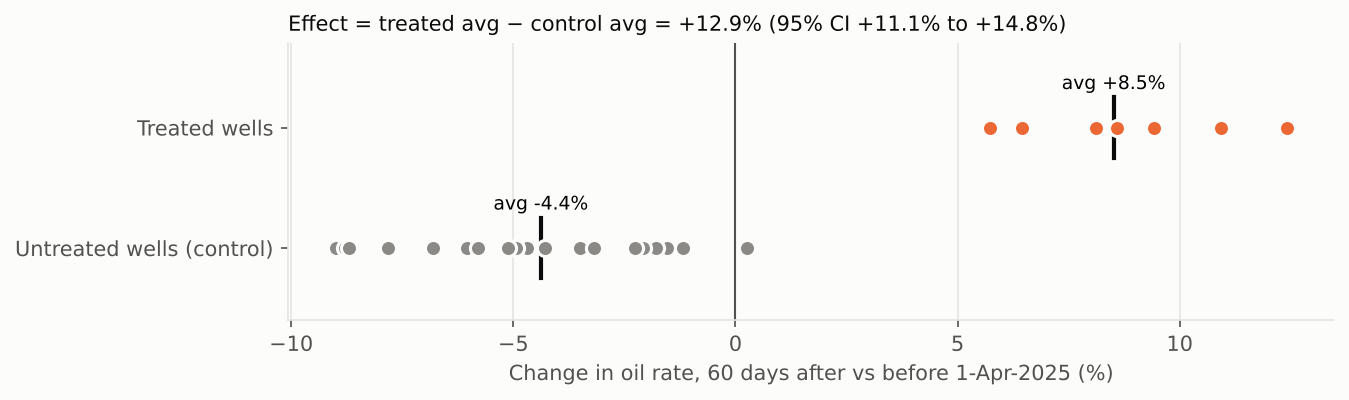 Effect = treated avg − control avg = +12.9% (95% CI +11.1% to +14.8%)
avg +8.5%
Treated wells
avg -4.4%
Untreated wells (control)
−10 −5 0 5 10
Change in oil rate, 60 days after vs before 1-Apr-2025 (%)